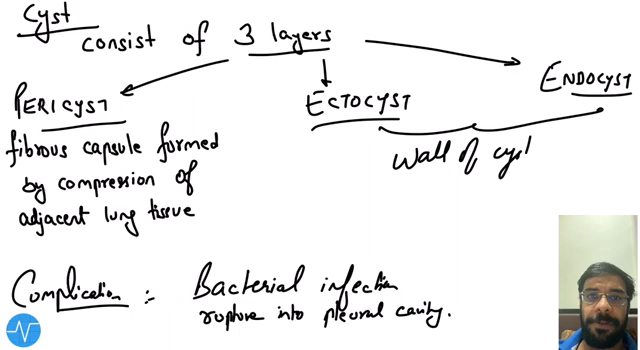 Cyst
consist of 3 layers
PERICYST
ECTOCYST
ENDOCYST
fibrous capsule formed
by compression of
adjacent lung tissue
Wall of cyst
Complication :-
Bacterial infection
rupture into pleural cavity.